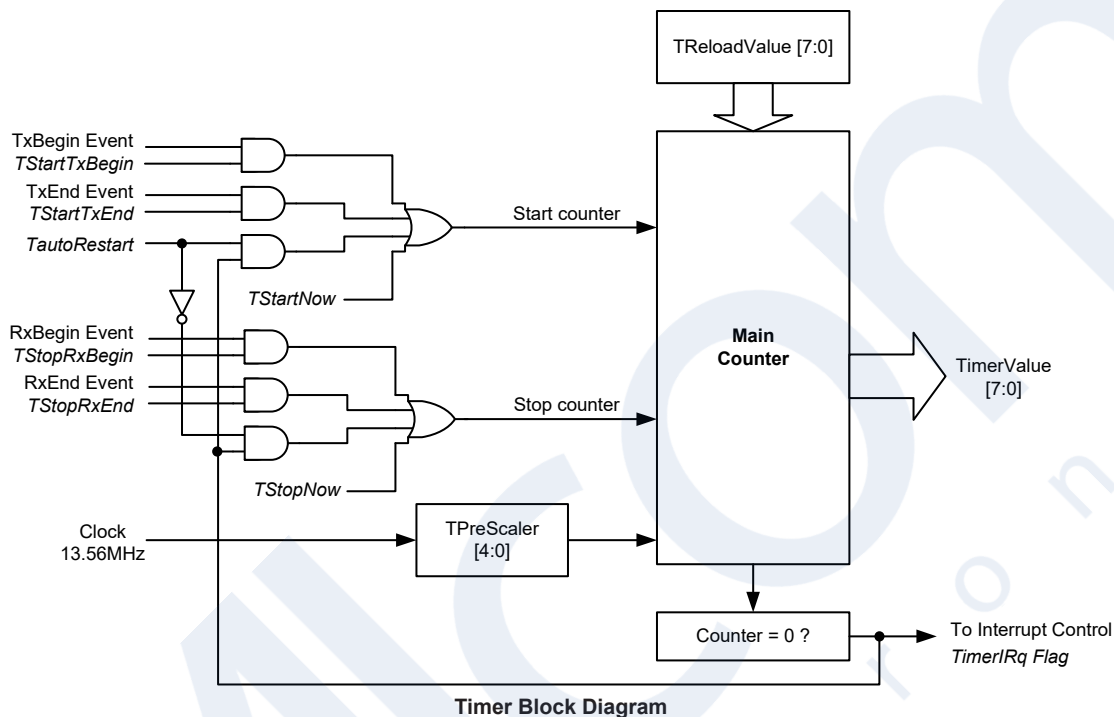 TReloadValue [7:0]
TxBegin Event
TStartTxBegin
TxEnd Event
TStartTxEnd
TautoRestart
Start counter
TStartNow
RxBegin Event
TStopRxBegin
RxEnd Event
TStopRxEnd
Main
Counter
TimerValue
[7:0]
Stop counter
TStopNow
Clock
13.56MHz
TPreScaler
[4:0]
Counter = 0 ?
To Interrupt Control
TimerIRq Flag
Timer Block Diagram